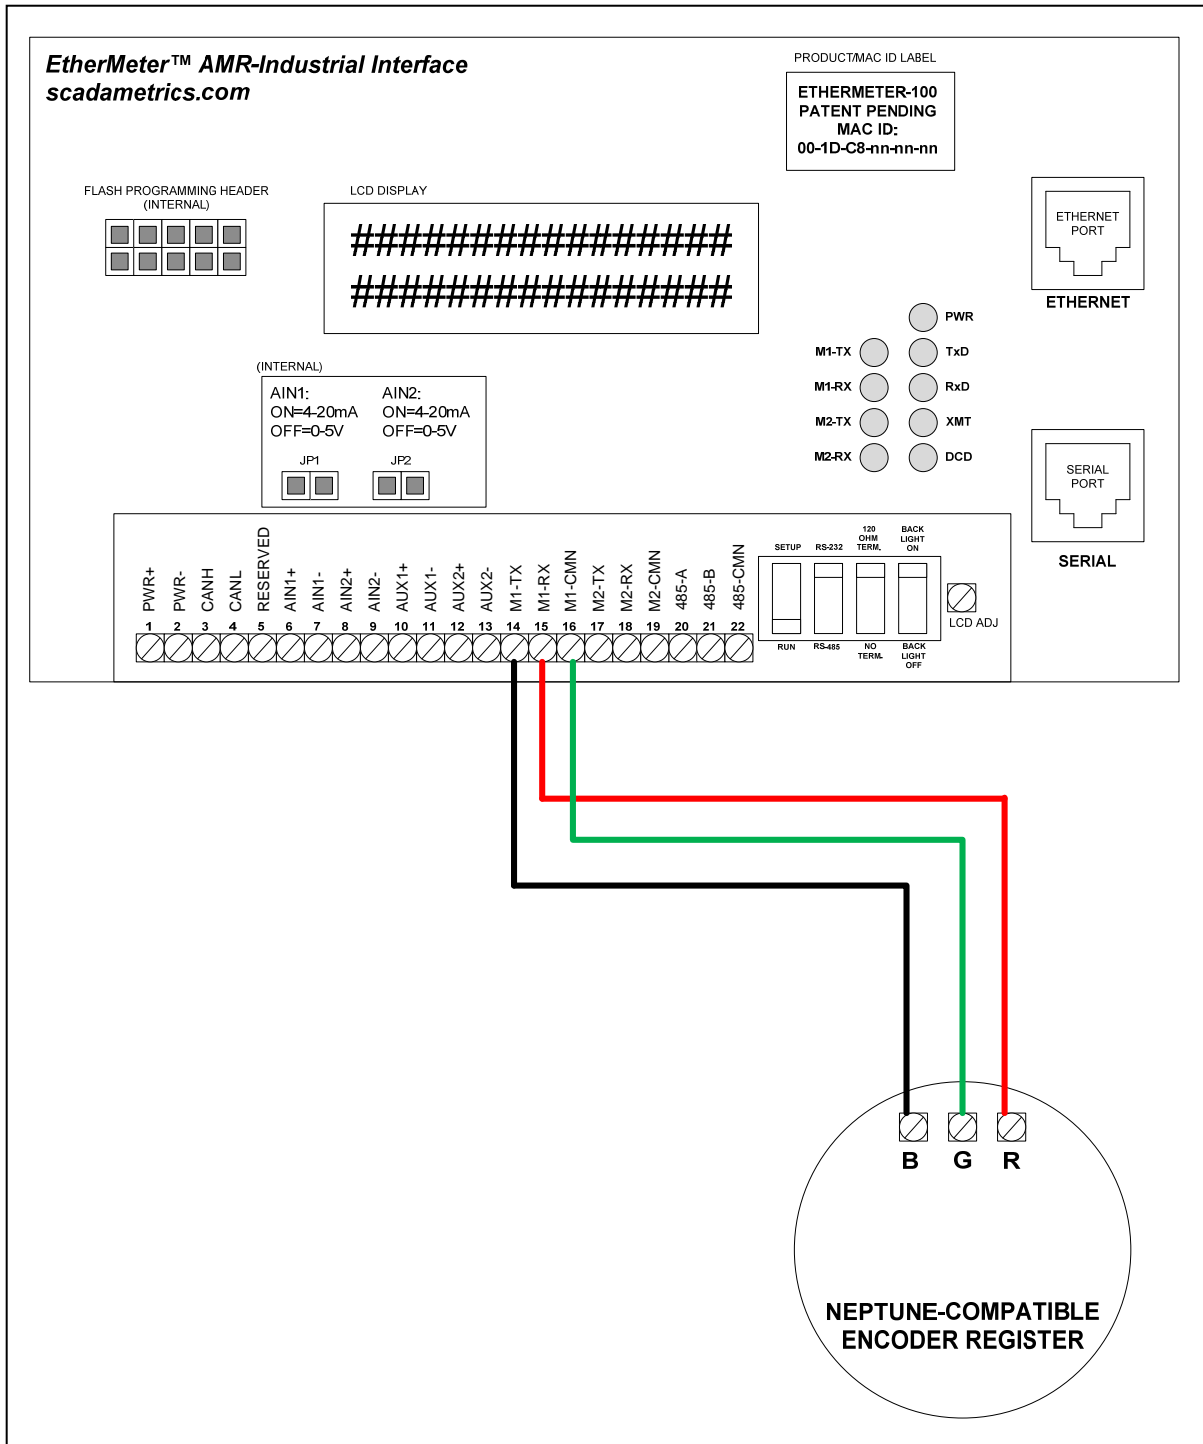 EtherMeter™ AMR-Industrial Interface
scadametrics.com
PRODUCT/MAC ID LABEL
ETHERMETER-100
PATENT PENDING
MAC ID:
00-1D-C8-nn-nn-nn
FLASH PROGRAMMING HEADER
(INTERNAL)
LCD DISPLAY
################
################
ETHERNET
PORT
ETHERNET
PWR
M1-TX TxD
M1-RX RxD
M2-TX XMT
M2-RX DCD
(INTERNAL)
AIN1: AIN2:
ON=4-20mA ON=4-20mA
OFF=0-5V OFF=0-5V
JP1 JP2
SERIAL
PORT
SERIAL
PWR+
PWR-
CANH
CANL
RESERVED
AIN1+
AIN1-
AIN2+
AIN2-
AUX1+
AUX1-
AUX2+
AUX2-
M1-TX
M1-RX
M1-CMN
M2-TX
M2-RX
M2-CMN
485-A
485-B
485-CMN
1 2 3 4 5 6 7 8 9 10 11 12 13 14 15 16 17 18 19 20 21 22
SETUP
RS-232
120
OHM
TERM.
BACK
LIGHT
ON
RUN
RS-485
NO
TERM.
BACK
LIGHT
OFF
LCD ADJ
B G R
NEPTUNE-COMPATIBLE
ENCODER REGISTER